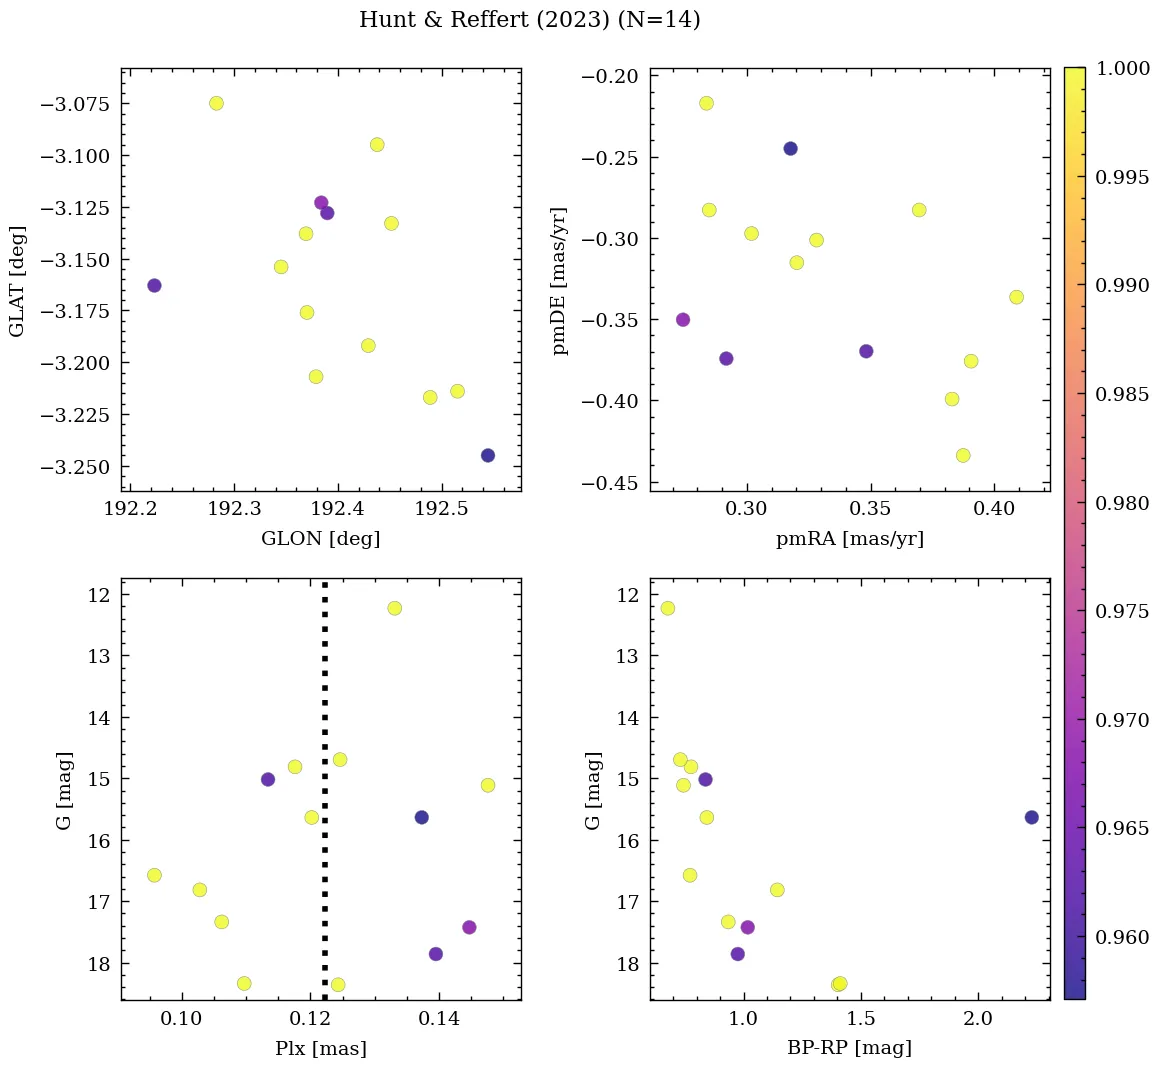 Hunt & Reffert (2023) (N=14)
−3.075
−3.100
−3.125
−3.150
−3.175
−3.200
−3.225
−3.250
GLAT [deg]
192.2 192.3 192.4 192.5
GLON [deg]
−0.20
−0.25
−0.30
−0.35
−0.40
−0.45
pmDE [mas/yr]
0.30 0.35 0.40
pmRA [mas/yr]
12
13
14
15
16
17
18
G [mag]
0.10 0.12 0.14
Plx [mas]
12
13
14
15
16
17
18
G [mag]
1.0 1.5 2.0
BP-RP [mag]
1.000
0.995
0.990
0.985
0.980
0.975
0.970
0.965
0.960